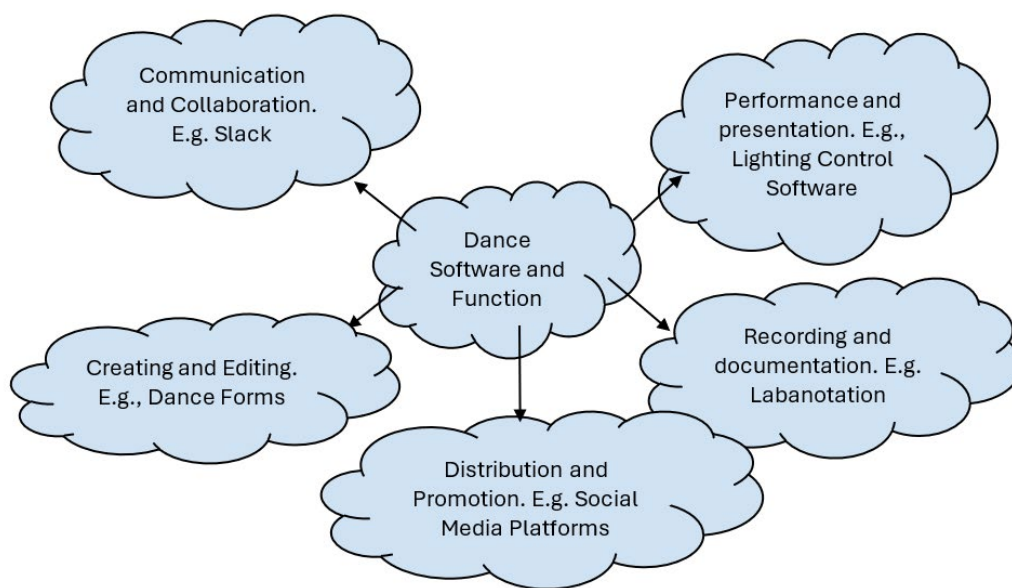 Communication
and Collaboration.
E.g. Slack
Performance and
presentation. E.g.,
Lighting Control
Software
Dance
Software and
Function
Creating and Editing.
E.g., Dance Forms
Recording and
documentation. E.g.
Labanotation
Distribution and
Promotion. E.g. Social
Media Platforms